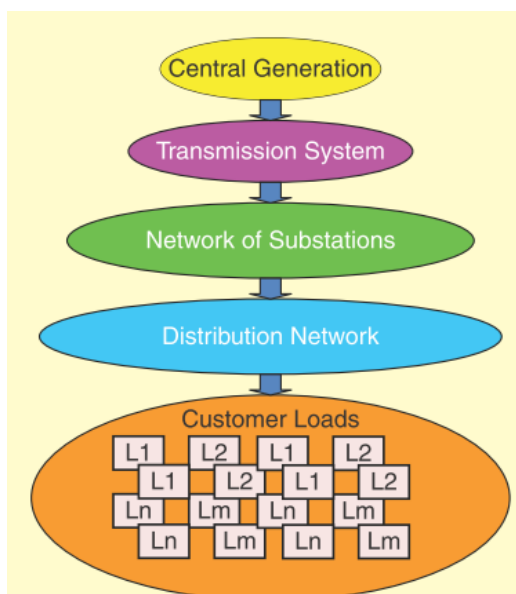 Central Generation
Transmission System
Network of Substations
Distribution Network
Customer Loads
L1 L2 L1 L2
L1 L2 L1 L2
Ln Lm Ln Lm
Ln Lm Ln Lm